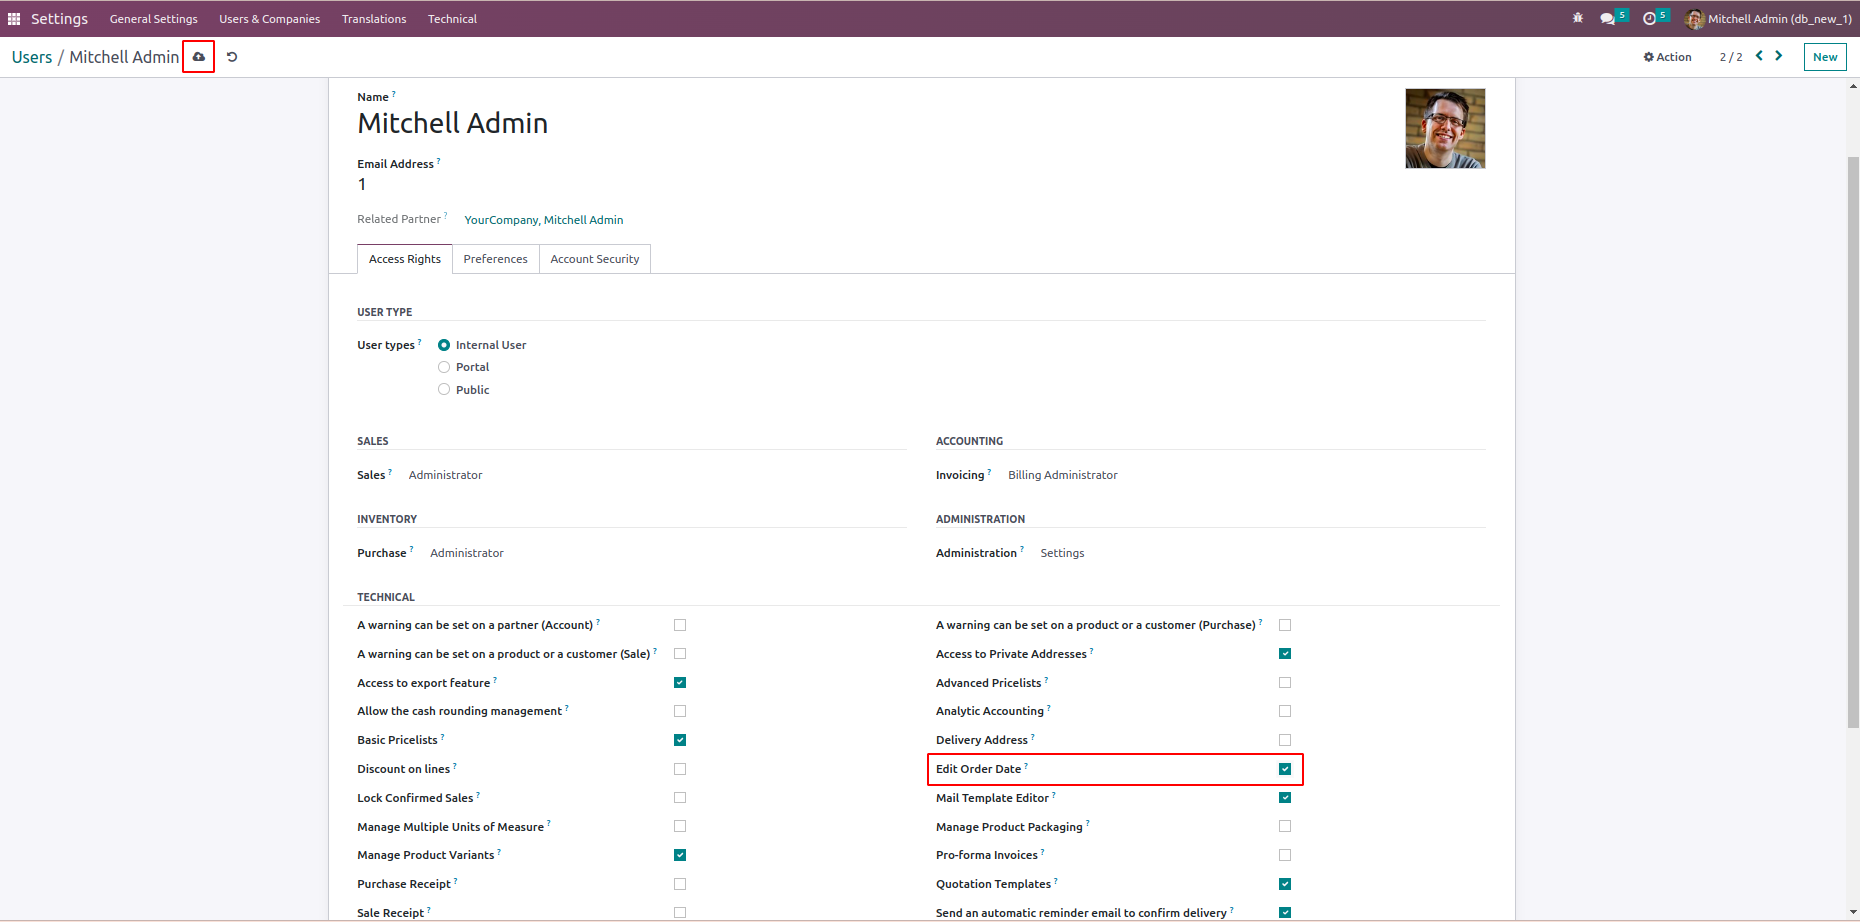 Settings General Settings Users & Companies Translations Technical 5 5 Mitchell Admin (db_new_1)
Users / Mitchell Admin Action 2 / 2 New
Name ?
Mitchell Admin
Email Address ?
1
Related Partner ? YourCompany, Mitchell Admin
Access Rights Preferences Account Security
USER TYPE
User types ? Internal User
Portal
Public
SALES ACCOUNTING
Sales ? Administrator Invoicing ? Billing Administrator
INVENTORY ADMINISTRATION
Purchase ? Administrator Administration ? Settings
TECHNICAL
A warning can be set on a partner (Account) ? A warning can be set on a product or a customer (Purchase) ?
A warning can be set on a product or a customer (Sale) ? Access to Private Addresses ?
Access to export feature ? Advanced Pricelists ?
Allow the cash rounding management ? Analytic Accounting ?
Basic Pricelists ? Delivery Address ?
Discount on lines ? Edit Order Date ?
Lock Confirmed Sales ? Mail Template Editor ?
Manage Multiple Units of Measure ? Manage Product Packaging ?
Manage Product Variants ? Pro-forma Invoices ?
Purchase Receipt ? Quotation Templates ?
Sale Receipt ? Send an automatic reminder email to confirm delivery ?